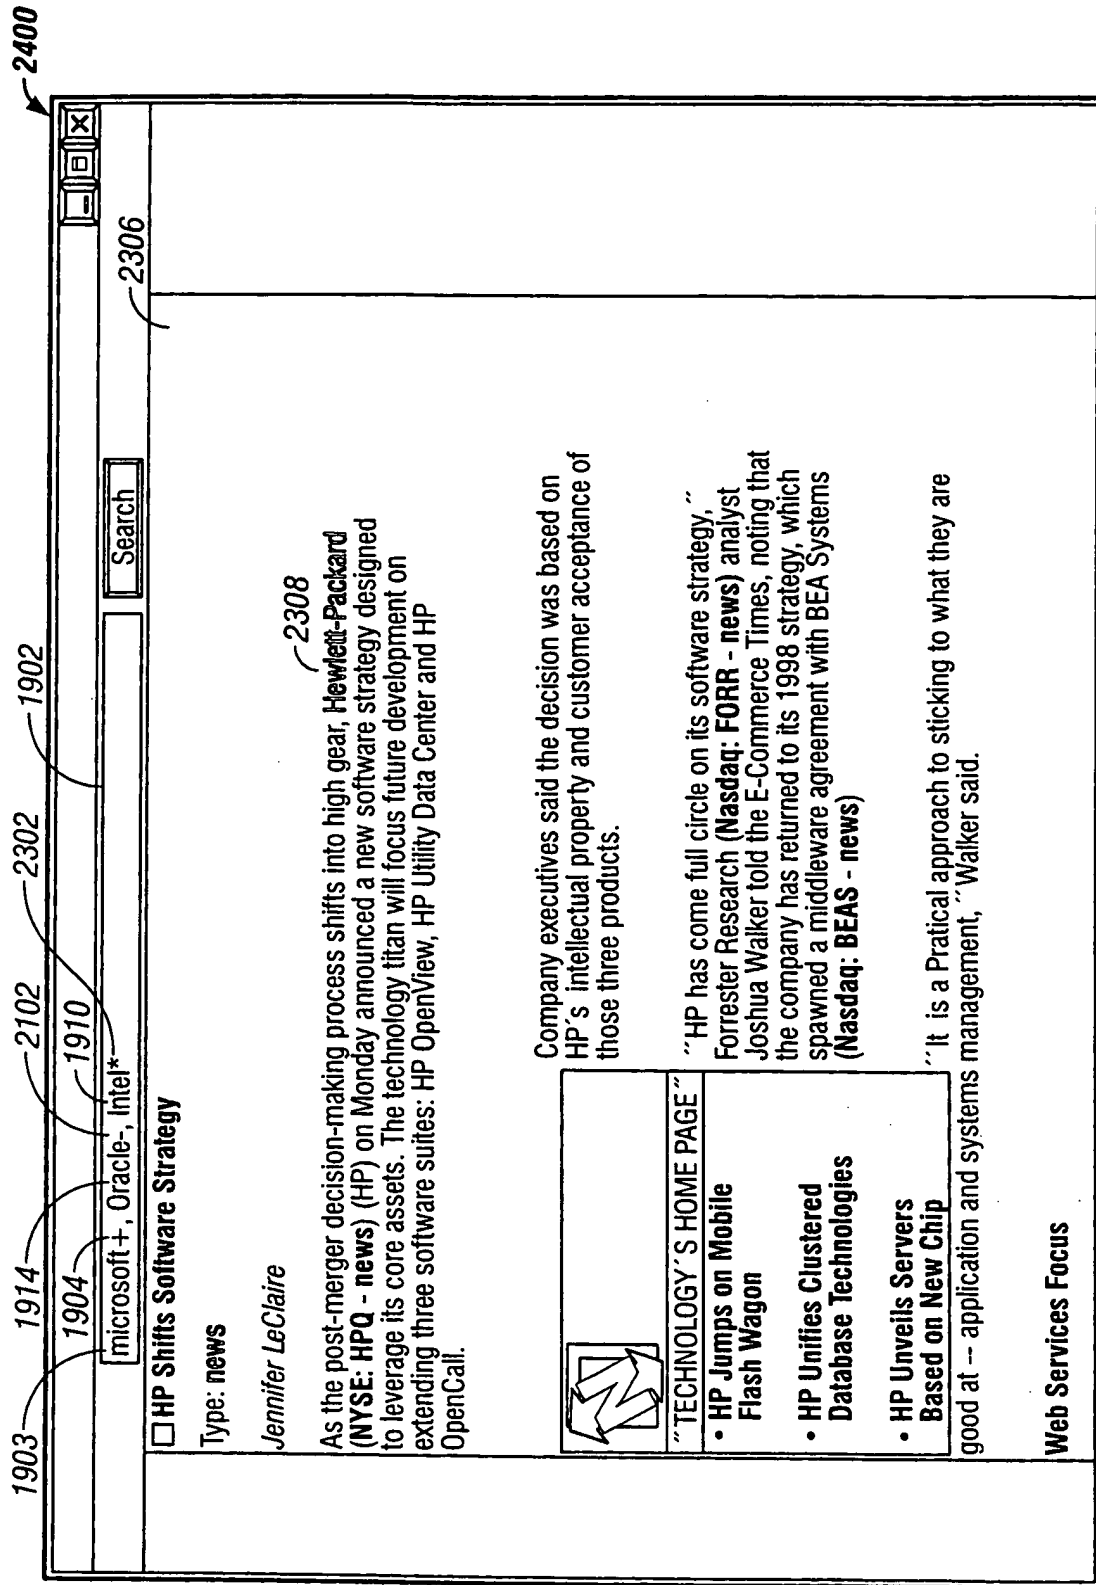 2400
1903
1904
1914
2102
1910
2302
1902
microsoft+, Oracle-, Intel*
Search
2306
HP Shifts Software Strategy
Type: news
Jennifer LeClaire
2308
As the post-merger decision-making process shifts into high gear, Hewlett-Packard
(NYSE: HPQ - news) (HP) on Monday announced a new software strategy designed
to leverage its core assets. The technology titan will focus future development on
extending three software suites: HP OpenView, HP Utility Data Center and HP
OpenCall.
Company executives said the decision was based on
HP´s intellectual property and customer acceptance of
those three products.
"TECHNOLOGY´S HOME PAGE"
• HP Jumps on Mobile
Flash Wagon
• HP Unifies Clustered
Database Technologies
• HP Unveils Servers
Based on New Chip
"HP has come full circle on its software strategy,"
Forrester Research (Nasdaq: FORR - news) analyst
Joshua Walker told the E-Commerce Times, noting that
the company has returned to its 1998 strategy, which
spawned a middleware agreement with BEA Systems
(Nasdaq: BEAS - news)
"It is a Pratical approach to sticking to what they are
good at -- application and systems management, "Walker said.
Web Services Focus